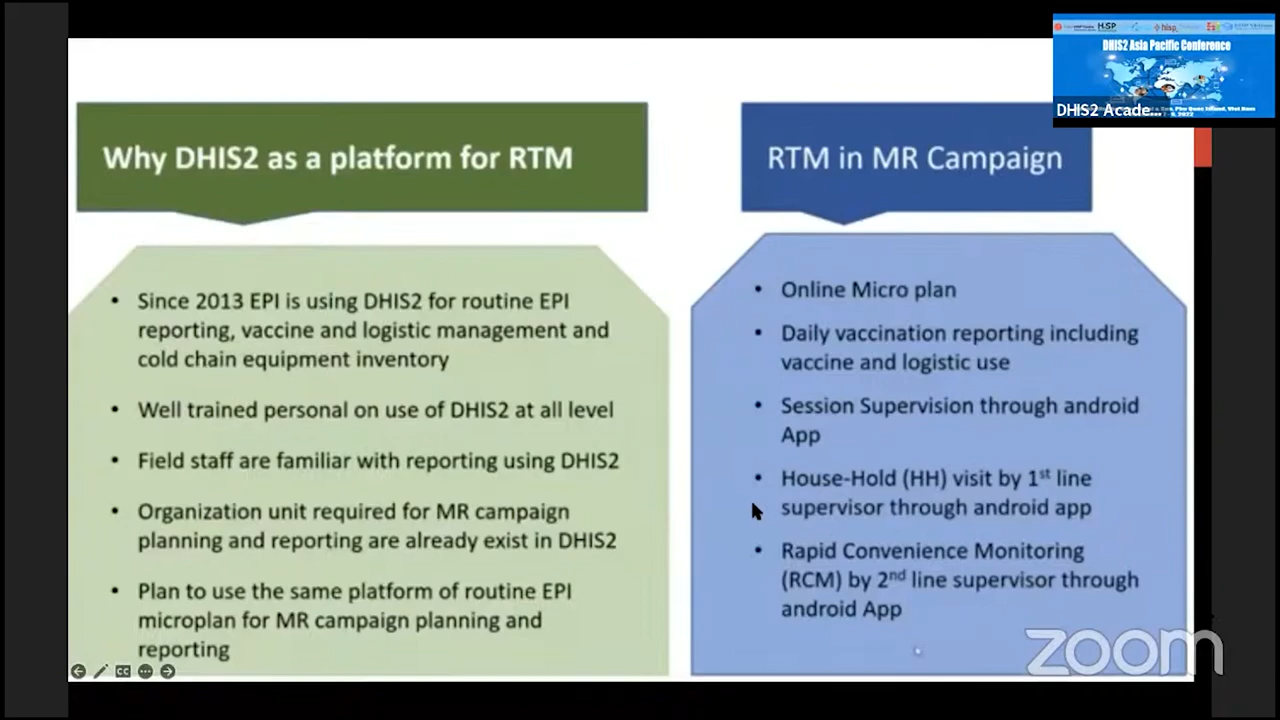 DHIS2 Asia Pacific Conference
DHIS2 Acade...
Why DHIS2 as a platform for RTM
• Since 2013 EPI is using DHIS2 for routine EPI
reporting, vaccine and logistic management and
cold chain equipment inventory
• Well trained personal on use of DHIS2 at all level
• Field staff are familiar with reporting using DHIS2
• Organization unit required for MR campaign
planning and reporting are already exist in DHIS2
• Plan to use the same platform of routine EPI
microplan for MR campaign planning and
reporting
RTM in MR Campaign
• Online Micro plan
• Daily vaccination reporting including
vaccine and logistic use
• Session Supervision through android
App
• House-Hold (HH) visit by 1st line
supervisor through android app
• Rapid Convenience Monitoring
(RCM) by 2nd line supervisor through
android App
CC
zoom